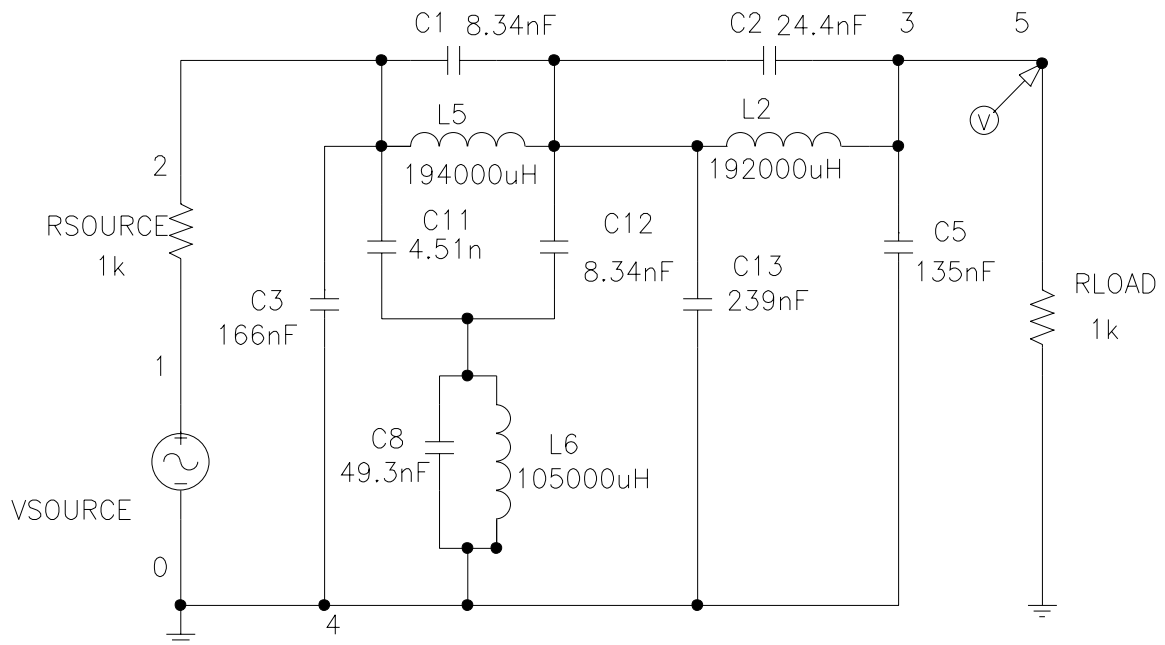 C1 8.34nF
C2 24.4nF
3
5
L5
194000uH
L2
192000uH
V
2
RSOURCE
1k
C11
4.51n
C12
8.34nF
C5
135nF
C13
239nF
C3
166nF
RLOAD
1k
1
C8
49.3nF
L6
105000uH
VSOURCE
0
4